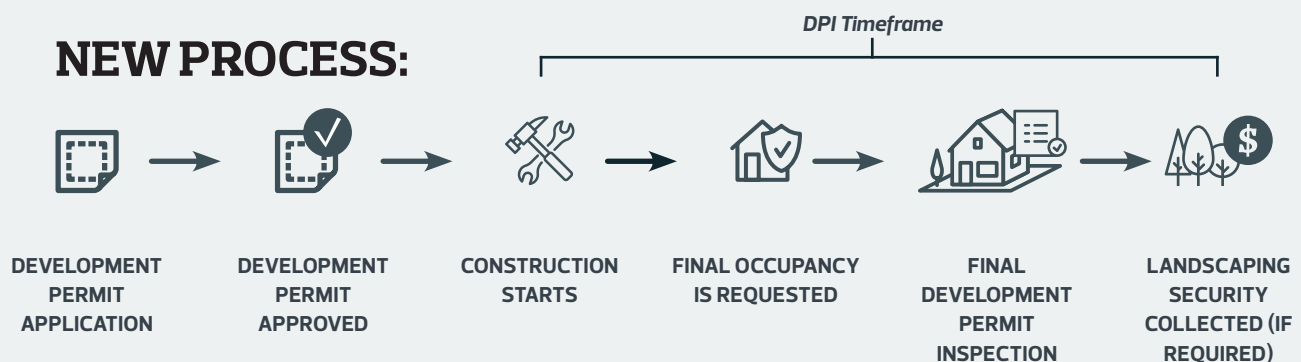 DPI Timeframe
NEW PROCESS:
$
DEVELOPMENT
PERMIT
APPLICATION
DEVELOPMENT
PERMIT
APPROVED
CONSTRUCTION
STARTS
FINAL OCCUPANCY
IS REQUESTED
FINAL
DEVELOPMENT
PERMIT
INSPECTION
LANDSCAPING
SECURITY
COLLECTED (IF
REQUIRED)